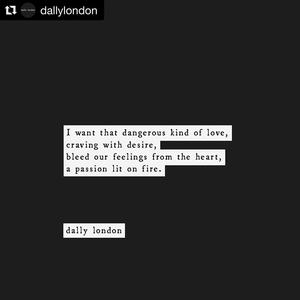 dallylondon
I want that dangerous kind of love,
craving with desire,
bleed our feelings from the heart,
a passion lit on fire.
dally london